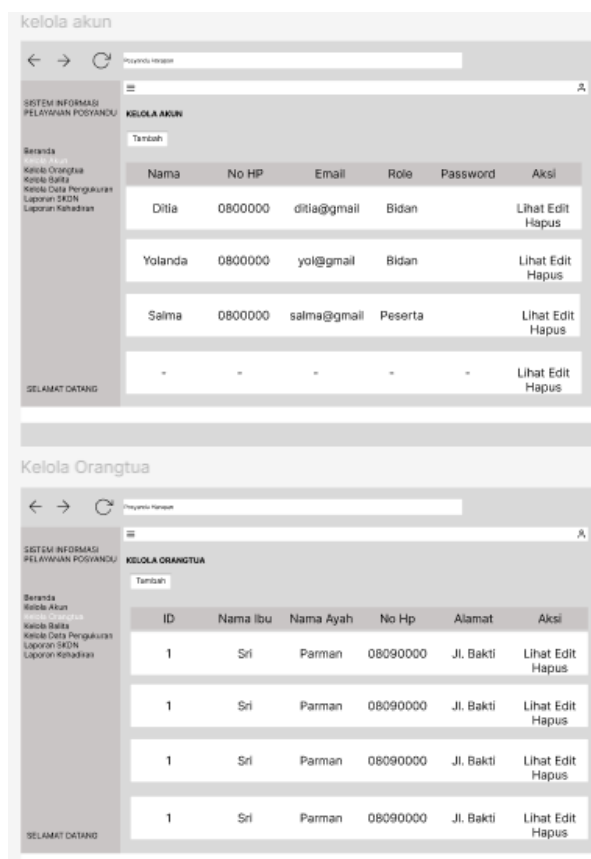 kelola akun
Posyandu Harapan
SISTEM INFORMASI
PELAYANAN POSYANDU
KELOLA AKUN
Tambah
Beranda
Kelola Akun
Kelola Orangtua
Kelola Balita
Kelola Data Pengukuran
Laporan SKDN
Laporan Kehadiran
Nama No HP Email Role Password Aksi
Ditia 0800000 ditia@gmail Bidan Lihat Edit
Hapus
Yolanda 0800000 yol@gmail Bidan Lihat Edit
Hapus
Salma 0800000 salma@gmail Peserta Lihat Edit
Hapus
- - - - - Lihat Edit
Hapus
SELAMAT DATANG
Kelola Orangtua
Posyandu Harapan
SISTEM INFORMASI
PELAYANAN POSYANDU
KELOLA ORANGTUA
Tambah
Beranda
Kelola Akun
Kelola Orangtua
Kelola Balita
Kelola Data Pengukuran
Laporan SKDN
Laporan Kehadiran
ID Nama Ibu Nama Ayah No Hp Alamat Aksi
1 Sri Parman 08090000 Jl. Bakti Lihat Edit
Hapus
1 Sri Parman 08090000 Jl. Bakti Lihat Edit
Hapus
1 Sri Parman 08090000 Jl. Bakti Lihat Edit
Hapus
1 Sri Parman 08090000 Jl. Bakti Lihat Edit
Hapus
SELAMAT DATANG